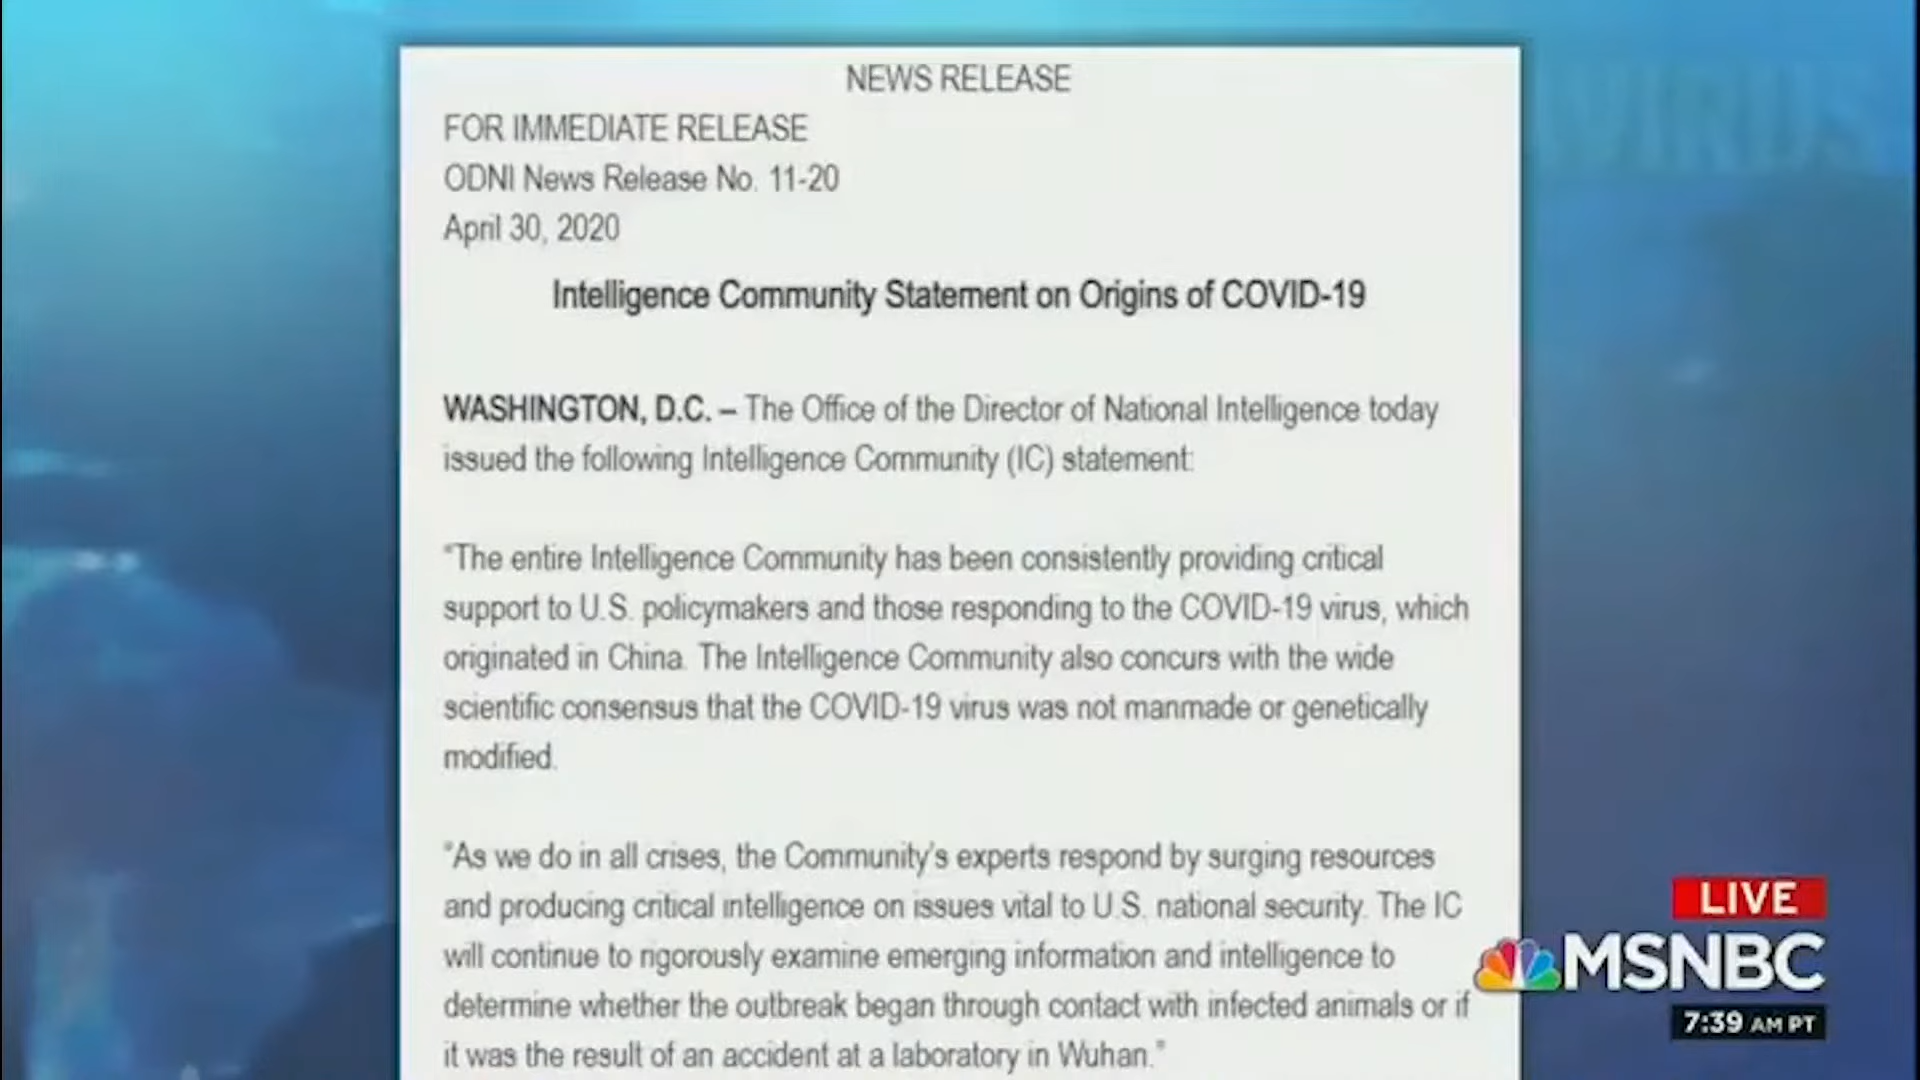 NEWS RELEASE
FOR IMMEDIATE RELEASE
ODNI News Release No. 11-20
April 30, 2020
Intelligence Community Statement on Origins of COVID-19
WASHINGTON, D.C. – The Office of the Director of National Intelligence today
issued the following Intelligence Community (IC) statement:
"The entire Intelligence Community has been consistently providing critical
support to U.S. policymakers and those responding to the COVID-19 virus, which
originated in China. The Intelligence Community also concurs with the wide
scientific consensus that the COVID-19 virus was not manmade or genetically
modified.
"As we do in all crises, the Community's experts respond by surging resources
and producing critical intelligence on issues vital to U.S. national security. The IC
will continue to rigorously examine emerging information and intelligence to
determine whether the outbreak began through contact with infected animals or if
it was the result of an accident at a laboratory in Wuhan."
VIRUS
LIVE
MSNBC
7:39 AM PT